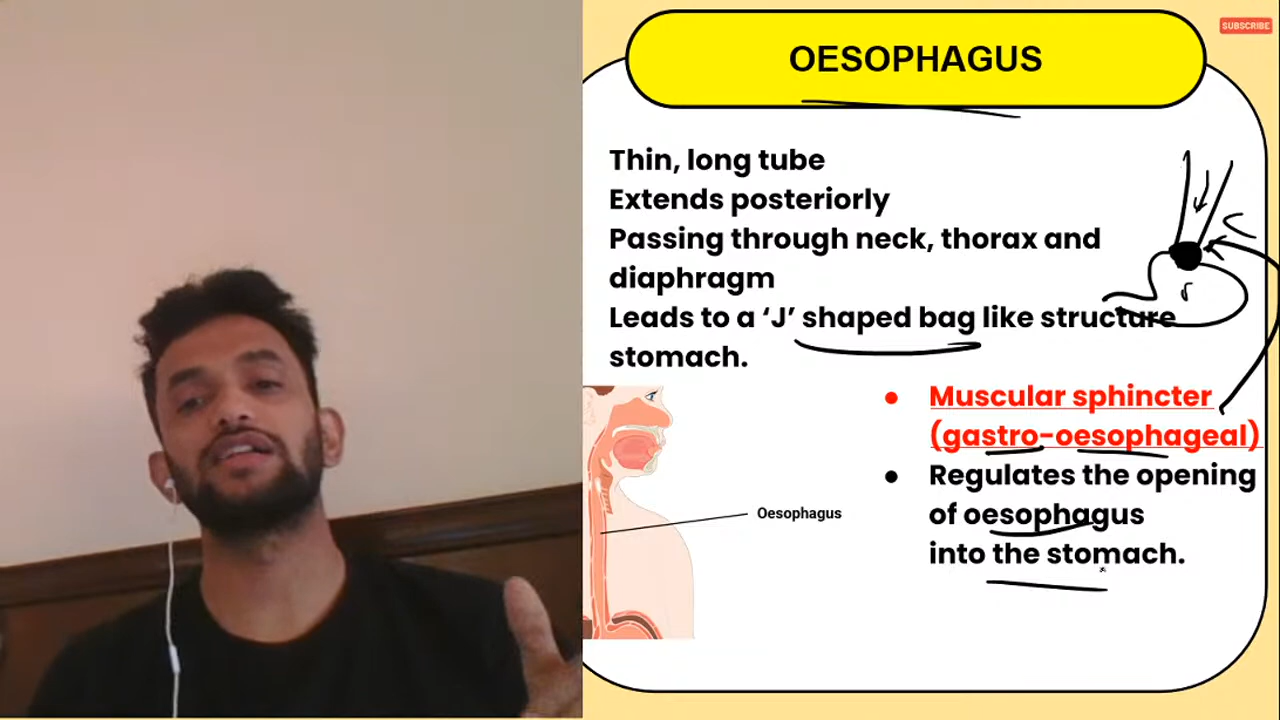 SUBSCRIBE
OESOPHAGUS
Thin, long tube
Extends posteriorly
Passing through neck, thorax and
diaphragm
Leads to a ‘J’ shaped bag like structure
stomach.
• Muscular sphincter
(gastro-oesophageal)
• Regulates the opening
of oesophagus
into the stomach.
Oesophagus